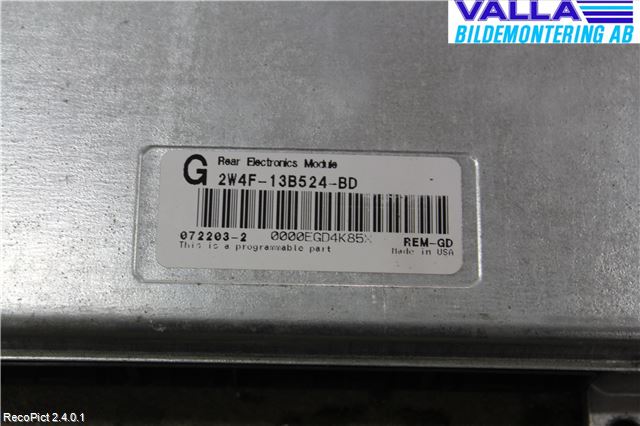 VALLA
BILDEMONTERING AB
G Rear Electronics Module
2W4F-13B524-BD
072203-2 0000EGD4K85X REM-GD
This is a programmable part Made in USA
RecoPict 2.4.0.1